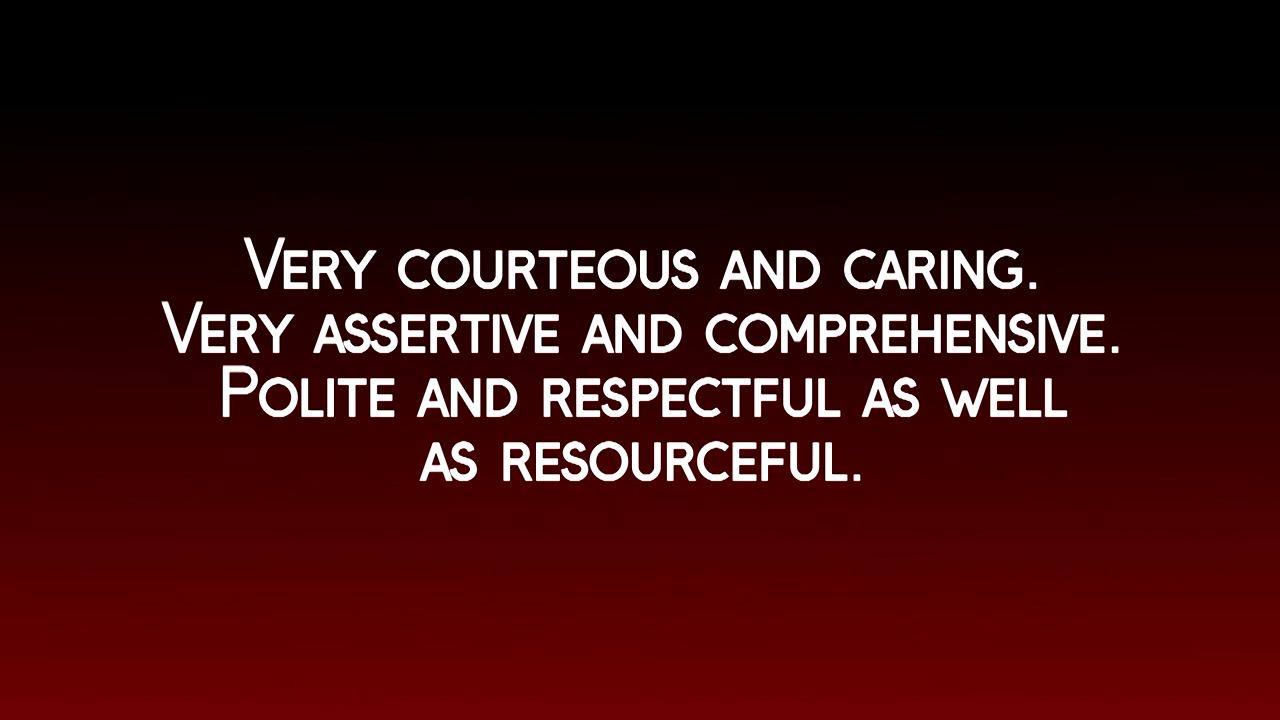 Very courteous and caring.
Very assertive and comprehensive.
Polite and respectful as well
as resourceful.